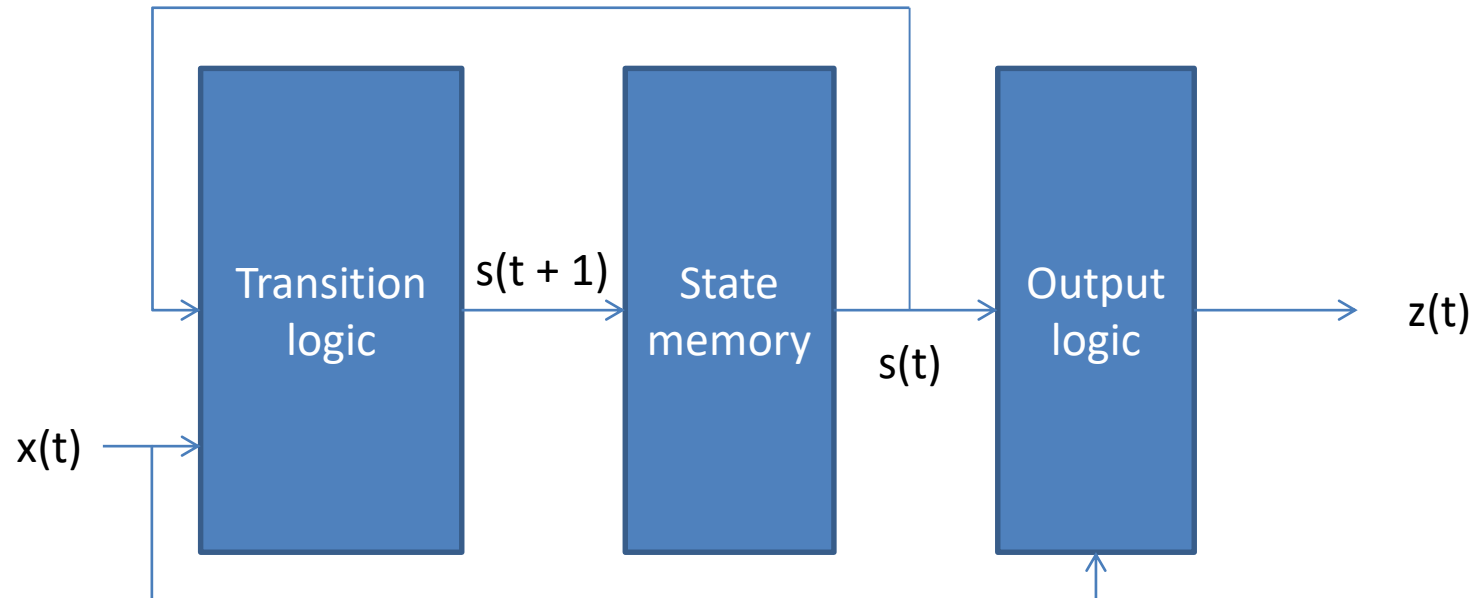 Transition
logic
s(t + 1)
State
memory
s(t)
Output
logic
z(t)
x(t)